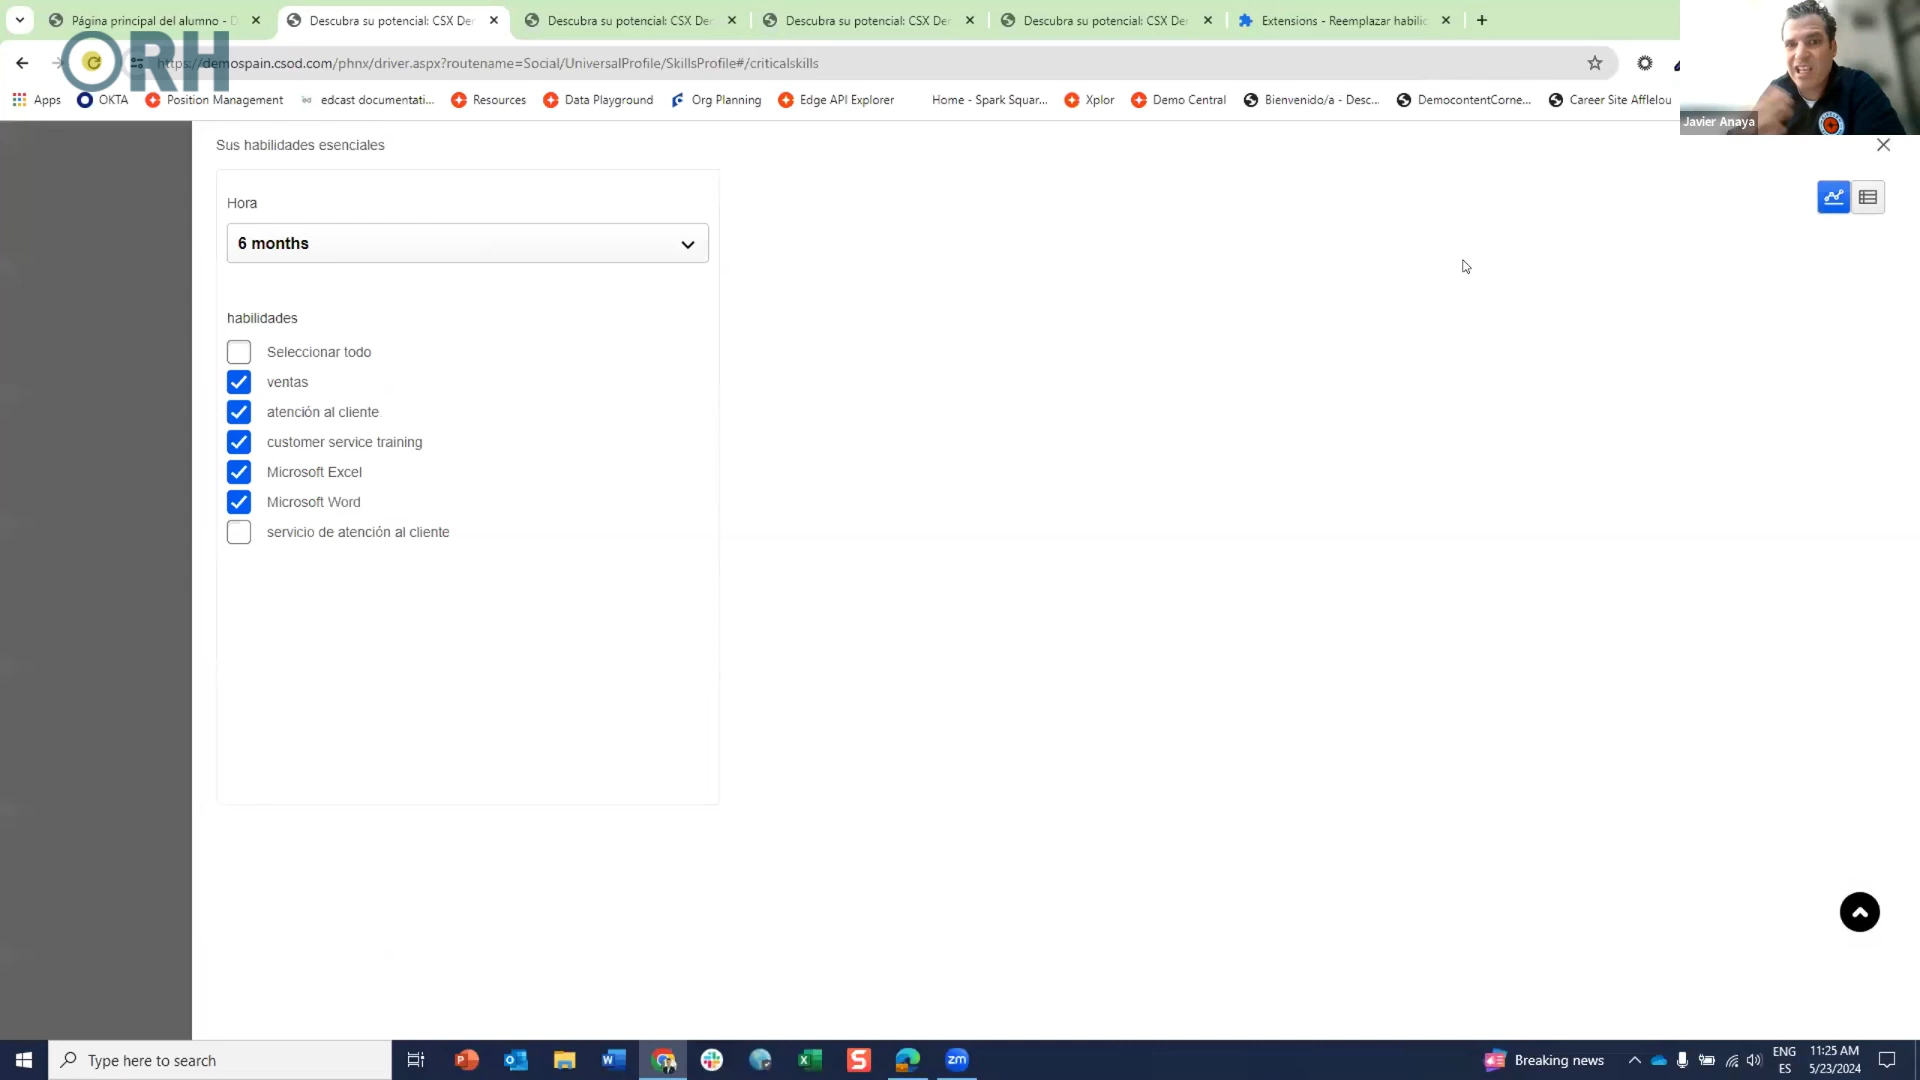 Página principal del alumno - D
Descubra su potencial: CSX De
Descubra su potencial: CSX De
Descubra su potencial: CSX De
Descubra su potencial: CSX De
Extensions - Reemplazar habilic
ORH
https://demospain.csod.com/phnx/driver.aspx?routename=Social/UniversalProfile/SkillsProfile#/criticalskills
Apps
OKTA
Position Management
edcast documentati...
Resources
Data Playground
Org Planning
Edge API Explorer
Home - Spark Squar...
Xplor
Demo Central
Bienvenido/a - Desc...
DemocontentCorne...
Career Site Afflelou
Javier Anaya
Sus habilidades esenciales
Hora
6 months
habilidades
Seleccionar todo
ventas
atención al cliente
customer service training
Microsoft Excel
Microsoft Word
servicio de atención al cliente
Type here to search
zm
Breaking news
ENG
ES
11:25 AM
5/23/2024